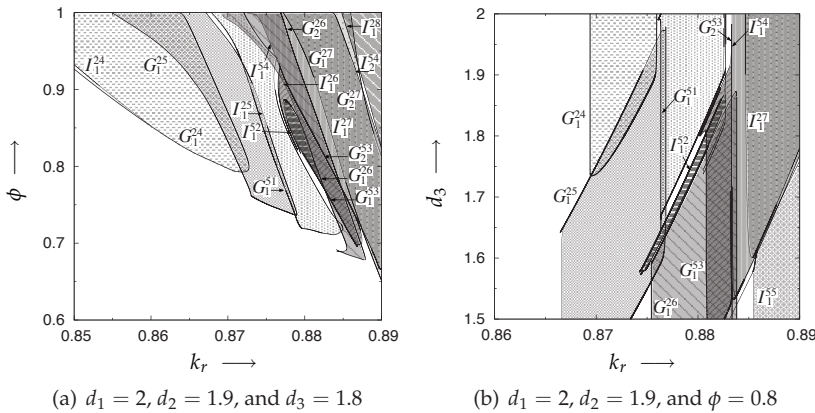 1
0.9
0.8
0.7
0.6
ϕ ⟶
0.85 0.86 0.87 0.88 0.89
k_r ⟶
I_1^{24}
G_1^{25}
G_1^{24}
I_1^{54}
G_2^{26}
G_1^{27}
I_1^{26}
I_1^{28}
I_2^{54}
G_2^{27}
I_1^{27}
I_1^{25}
I_1^{52}
G_1^{51}
G_2^{53}
G_1^{26}
G_1^{53}
(a) d_1 = 2, d_2 = 1.9, and d_3 = 1.8
2
1.9
1.8
1.7
1.6
1.5
d_3 ⟶
0.86 0.87 0.88 0.89
k_r ⟶
G_2^{53}
I_1^{54}
G_1^{24}
G_1^{51}
I_1^{27}
I_1^{52}
G_1^{25}
G_1^{53}
G_1^{26}
I_1^{55}
(b) d_1 = 2, d_2 = 1.9, and ϕ = 0.8